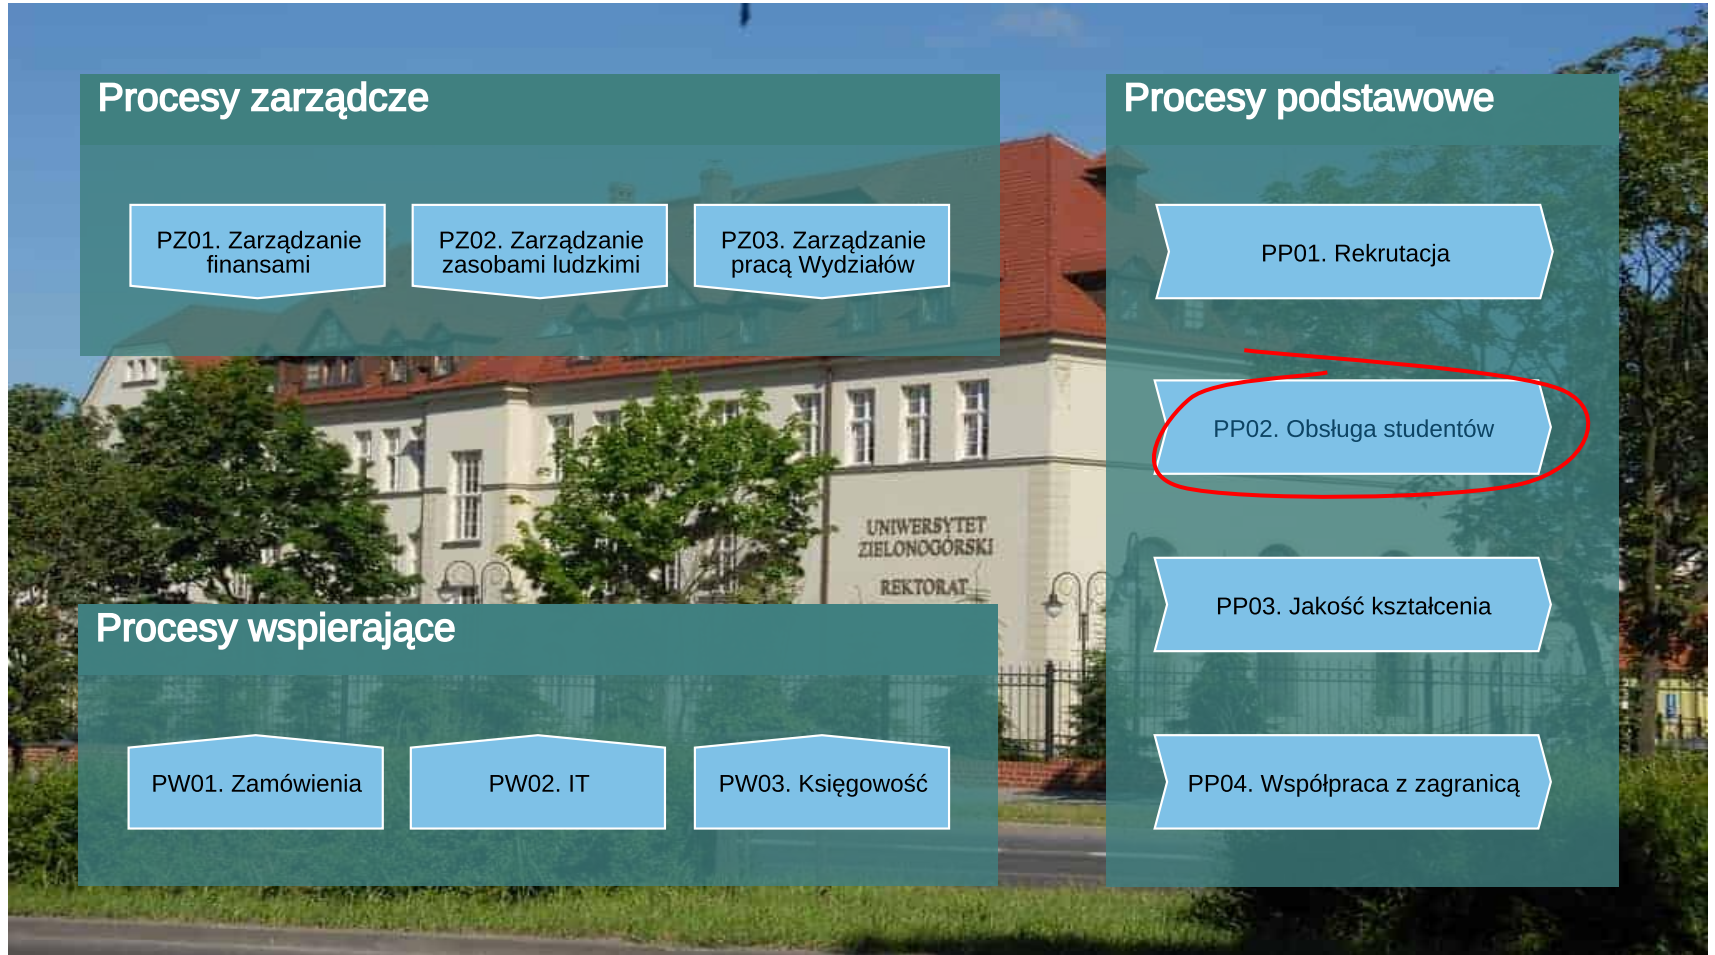 Procesy zarządcze
PZ01. Zarządzanie
finansami
PZ02. Zarządzanie
zasobami ludzkimi
PZ03. Zarządzanie
pracą Wydziałów
Procesy podstawowe
PP01. Rekrutacja
PP02. Obsługa studentów
PP03. Jakość kształcenia
PP04. Współpraca z zagranicą
UNIWERSYTET
ZIELONOGÓRSKI
REKTORAT
Procesy wspierające
PW01. Zamówienia
PW02. IT
PW03. Księgowość